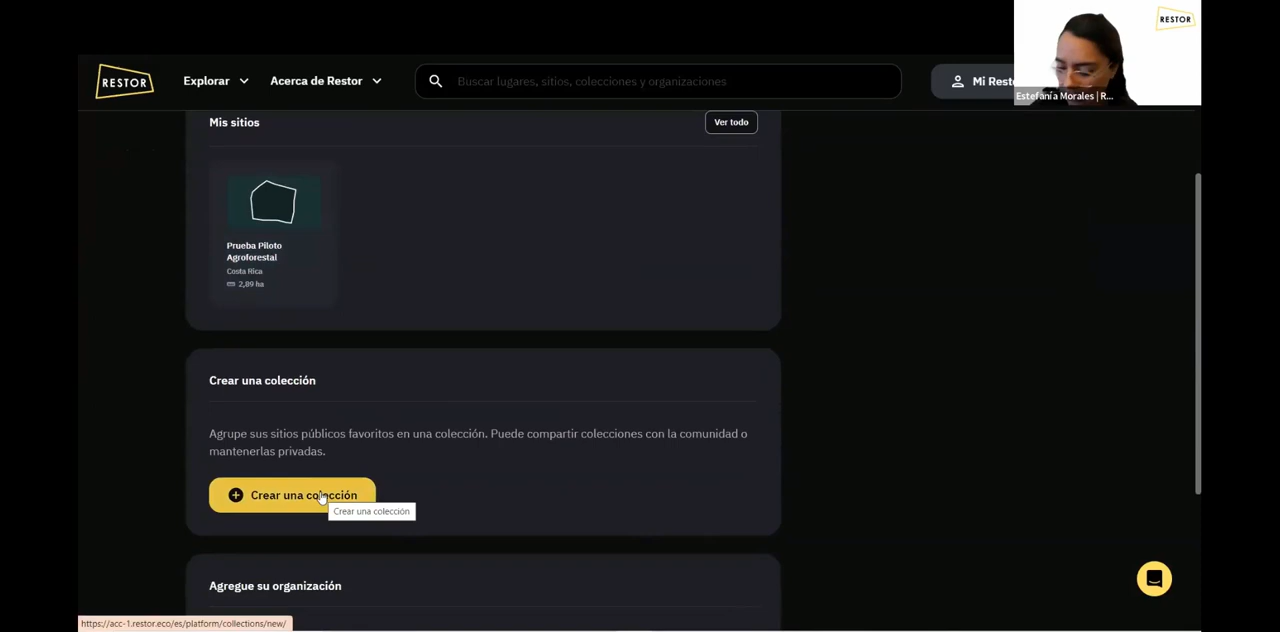 RESTOR
Explorar
Acerca de Restor
Buscar lugares, sitios, colecciones y organizaciones
Mi Resto
RESTOR
Estefanía Morales | R...
Mis sitios
Ver todo
Prueba Piloto
Agroforestal
Costa Rica
2,89 ha
Crear una colección
Agrupe sus sitios públicos favoritos en una colección. Puede compartir colecciones con la comunidad o
mantenerlas privadas.
Crear una colección
Crear una colección
Agregue su organización
https://acc-1.restor.eco/es/platform/collections/new/